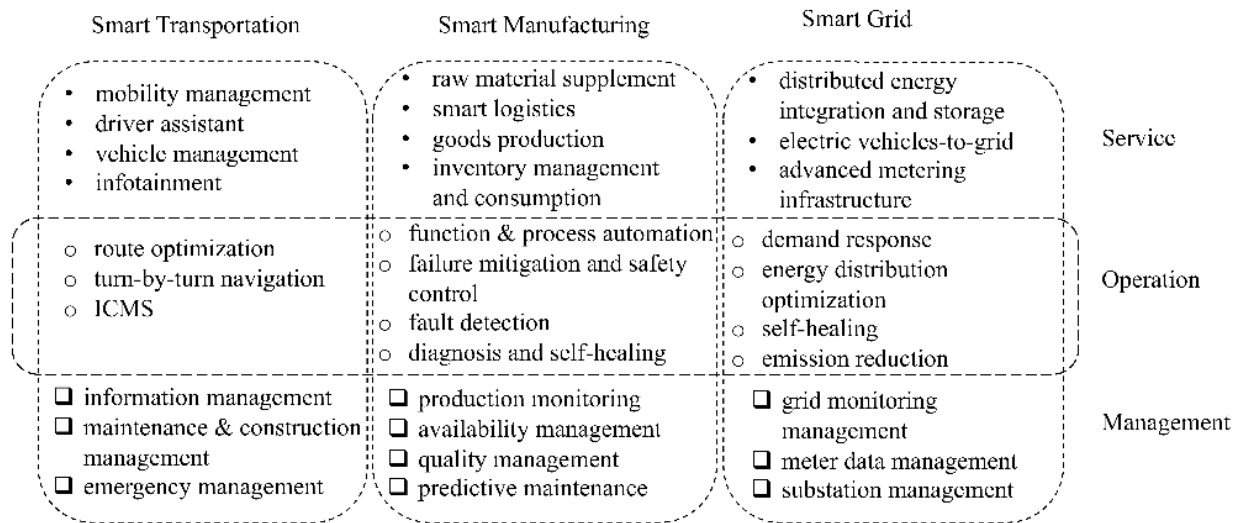 Smart Transportation
Smart Manufacturing
Smart Grid
• mobility management
• driver assistant
• vehicle management
• infotainment
• raw material supplement
• smart logistics
• goods production
• inventory management
and consumption
• distributed energy
integration and storage
• electric vehicles-to-grid
• advanced metering
infrastructure
Service
○ route optimization
○ turn-by-turn navigation
○ ICMS
○ function & process automation
○ failure mitigation and safety
control
○ fault detection
○ diagnosis and self-healing
○ demand response
○ energy distribution
optimization
○ self-healing
○ emission reduction
Operation
❑ information management
❑ maintenance & construction
management
❑ emergency management
❑ production monitoring
❑ availability management
❑ quality management
❑ predictive maintenance
❑ grid monitoring
management
❑ meter data management
❑ substation management
Management